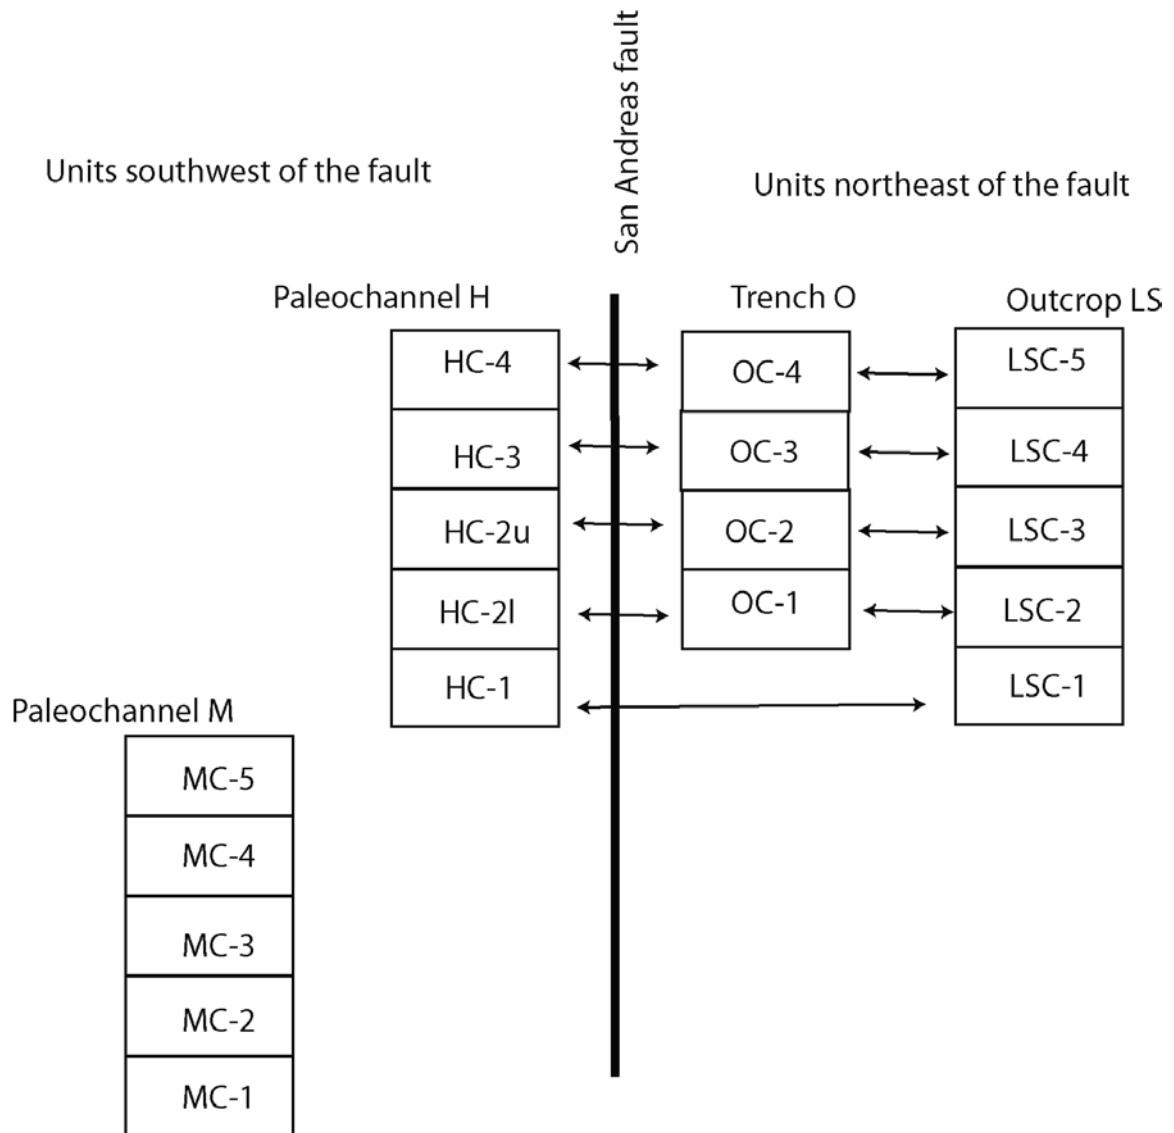 San Andreas fault
Units southwest of the fault
Units northeast of the fault
Paleochannel H
Trench O
Outcrop LS
HC-4
OC-4
LSC-5
HC-3
OC-3
LSC-4
HC-2u
OC-2
LSC-3
HC-2l
OC-1
LSC-2
HC-1
LSC-1
Paleochannel M
MC-5
MC-4
MC-3
MC-2
MC-1